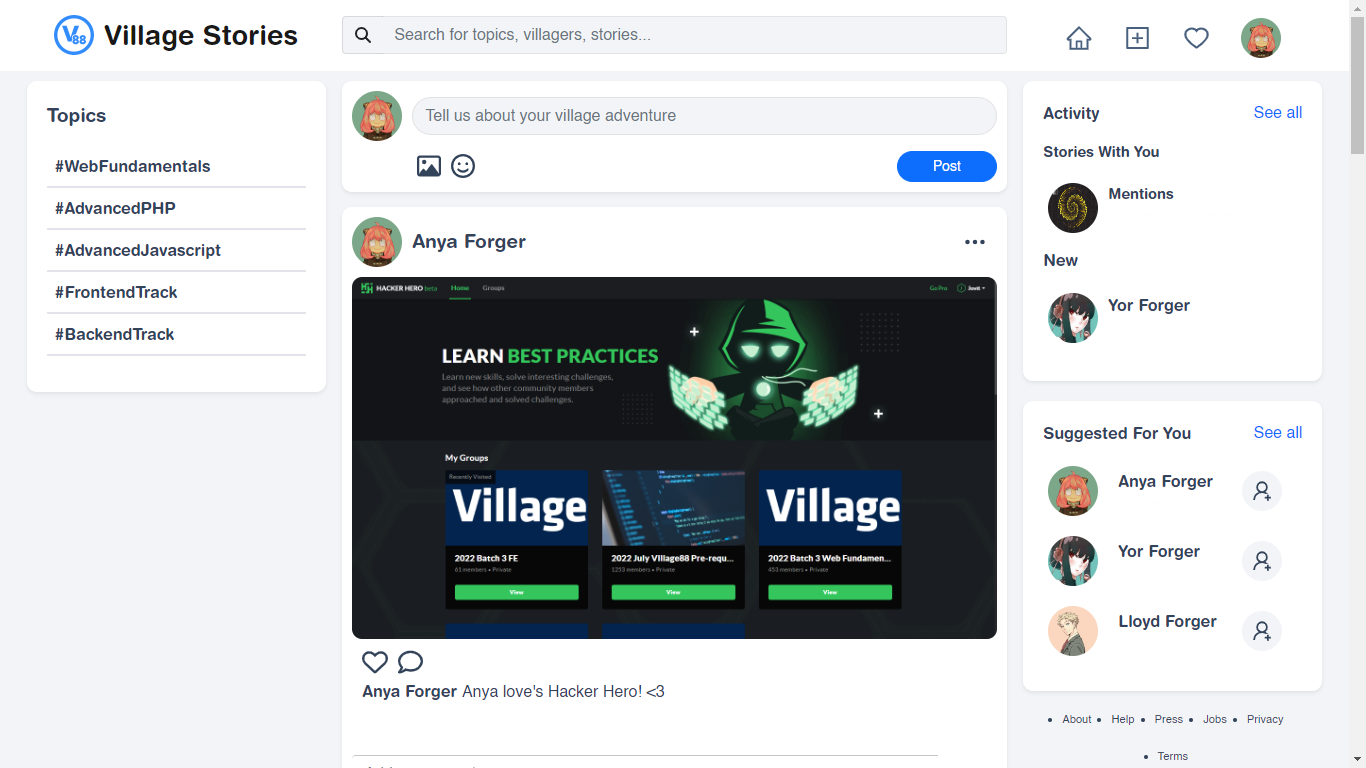 V88 Village Stories
Search for topics, villagers, stories...
Topics
#WebFundamentals
#AdvancedPHP
#AdvancedJavascript
#FrontendTrack
#BackendTrack
Tell us about your village adventure
Post
Anya Forger
HACKER HERO beta Home Groups Go Pro Jovit
LEARN BEST PRACTICES
Learn new skills, solve interesting challenges,
and see how other community members
approached and solved challenges.
My Groups
Recently Visited
Village
Village
2022 Batch 3 FE
65 members • Private
View
2022 July Village88 Pre-requ...
1253 members • Private
View
2022 Batch 3 Web Fundamen...
453 members • Private
View
Anya Forger Anya love's Hacker Hero! <3
Activity See all
Stories With You
Mentions
New
Yor Forger
Suggested For You See all
Anya Forger
Yor Forger
Lloyd Forger
• About • Help • Press • Jobs • Privacy
• Terms